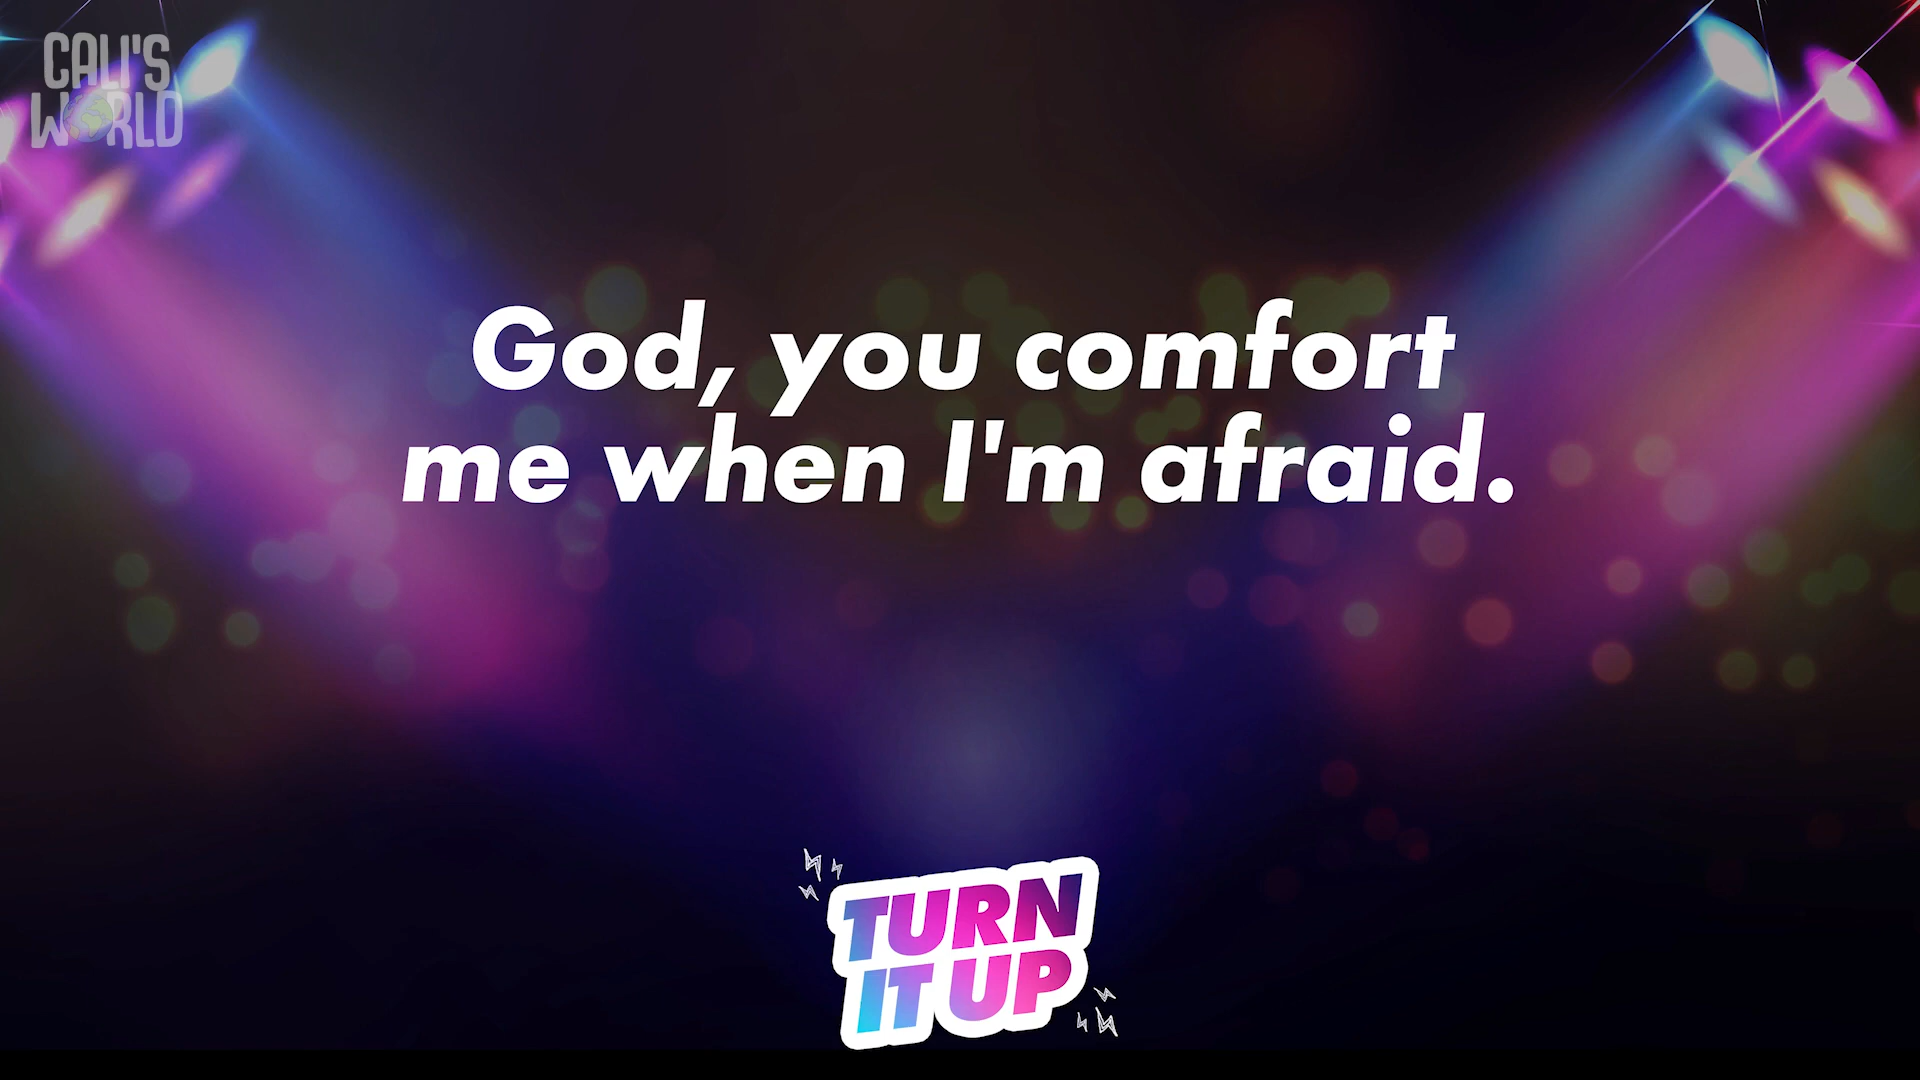 CALI'S
WORLD
God, you comfort
me when I'm afraid.
TURN
IT UP